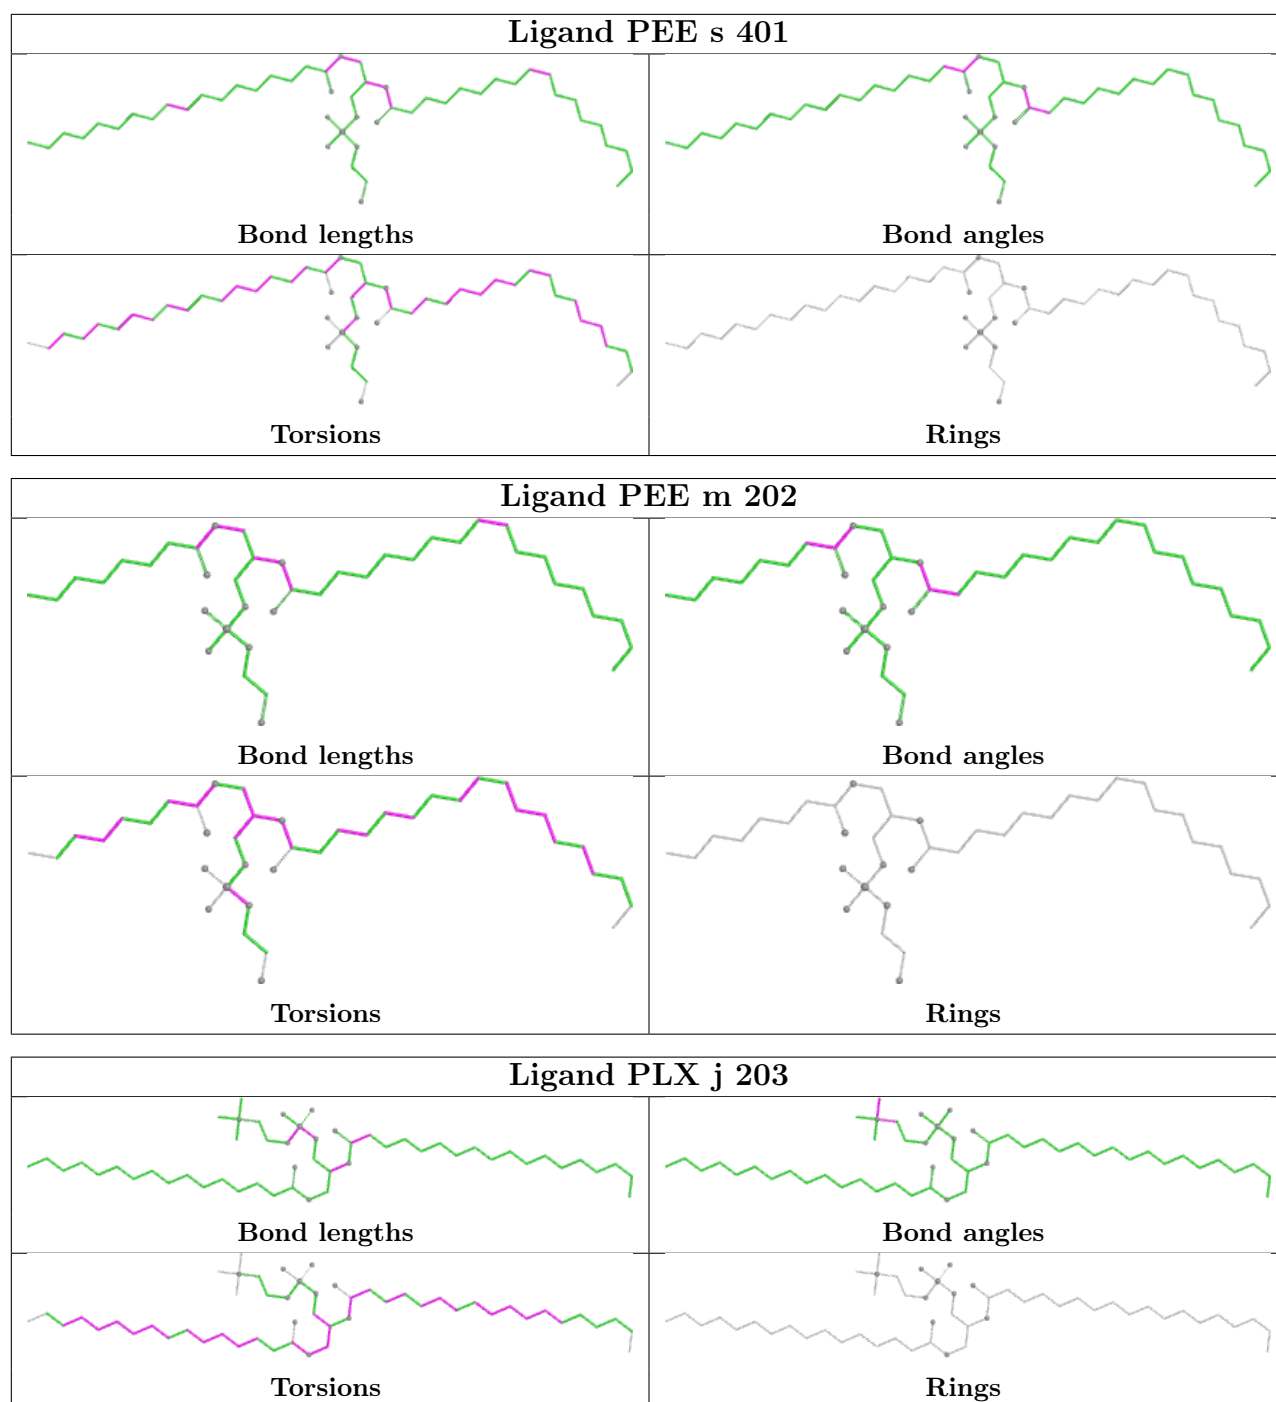 Ligand PEE s 401
Bond lengths
Bond angles
Torsions
Rings
Ligand PEE m 202
Bond lengths
Bond angles
Torsions
Rings
Ligand PLX j 203
Bond lengths
Bond angles
Torsions
Rings